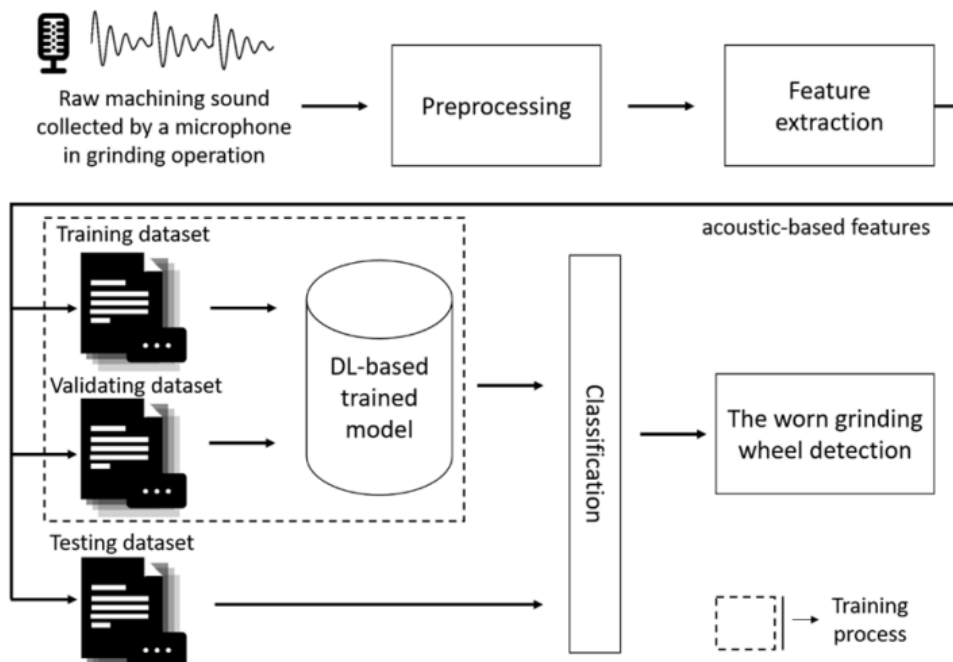 Raw machining sound
collected by a microphone
in grinding operation
Preprocessing
Feature
extraction
acoustic-based features
Training dataset
Validating dataset
DL-based
trained
model
Testing dataset
Classification
The worn grinding
wheel detection
Training
process